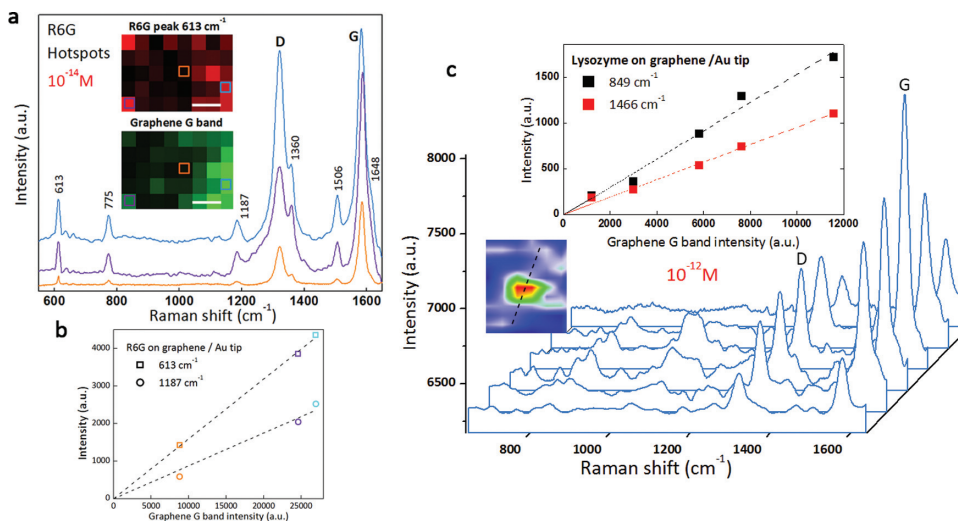 a
R6G
Hotspots
10⁻¹⁴M
R6G peak 613 cm⁻¹
Graphene G band
D
G
613
775
1187
1360
1506
1648
Intensity (a.u.)
600
800
1000
1200
1400
1600
Raman shift (cm⁻¹)
b
R6G on graphene / Au tip
613 cm⁻¹
1187 cm⁻¹
4000
3000
2000
1000
0
Intensity (a.u.)
0
5000
10000
15000
20000
25000
Graphene G band intensity (a.u.)
c
Lysozyme on graphene /Au tip
849 cm⁻¹
1466 cm⁻¹
1500
1000
500
0
Intensity (a.u.)
0
2000
4000
6000
8000
10000
12000
Graphene G band intensity (a.u.)
10⁻¹²M
D
G
8000
7500
7000
6500
Intensity (a.u.)
800
1000
1200
1400
1600
Raman shift (cm⁻¹)